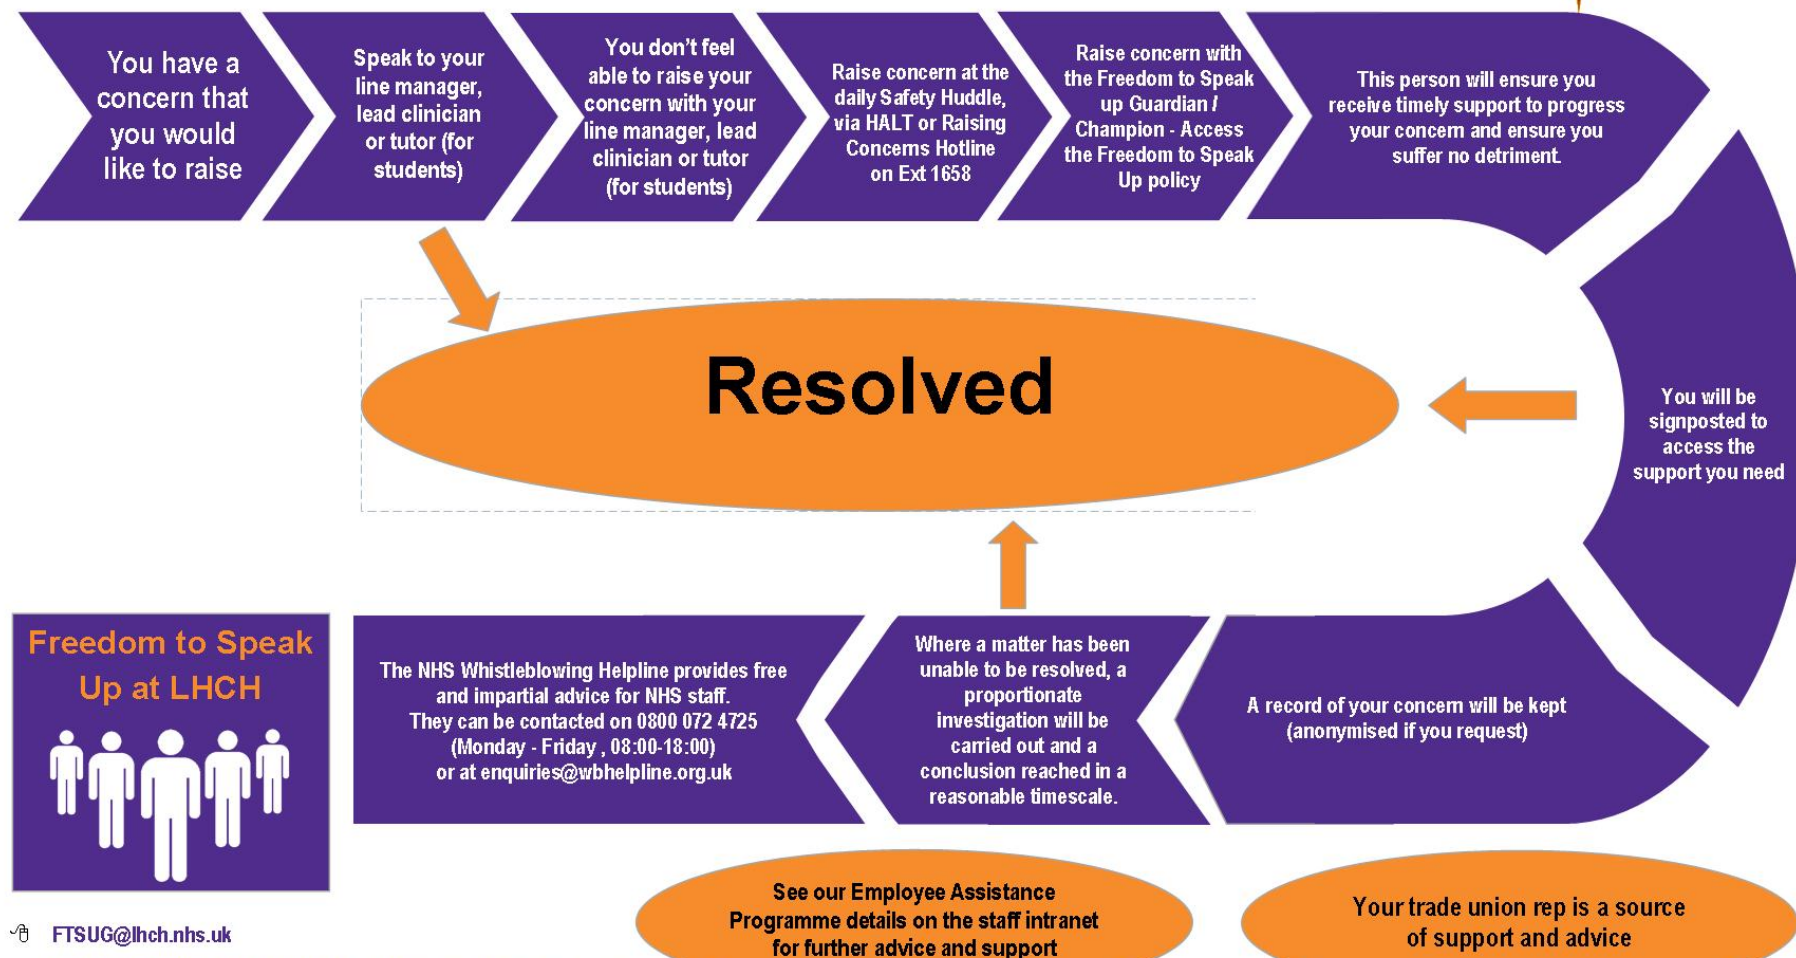 You have a
concern that
you would
like to raise
Speak to your
line manager,
lead clinician
or tutor (for
students)
You don't feel
able to raise your
concern with your
line manager, lead
clinician or tutor
(for students)
Raise concern at the
daily Safety Huddle,
via HALT or Raising
Concerns Hotline
on Ext 1658
Raise concern with
the Freedom to Speak
up Guardian /
Champion - Access
the Freedom to Speak
Up policy
This person will ensure you
receive timely support to progress
your concern and ensure you
suffer no detriment.
You will be
signposted to
access the
support you need
Resolved
A record of your concern will be kept
(anonymised if you request)
Where a matter has been
unable to be resolved, a
proportionate
investigation will be
carried out and a
conclusion reached in a
reasonable timescale.
The NHS Whistleblowing Helpline provides free
and impartial advice for NHS staff.
They can be contacted on 0800 072 4725
(Monday - Friday , 08:00-18:00)
or at enquiries@wbhelpline.org.uk
Freedom to Speak
Up at LHCH
FTSUG@lhch.nhs.uk
See our Employee Assistance
Programme details on the staff intranet
for further advice and support
Your trade union rep is a source
of support and advice